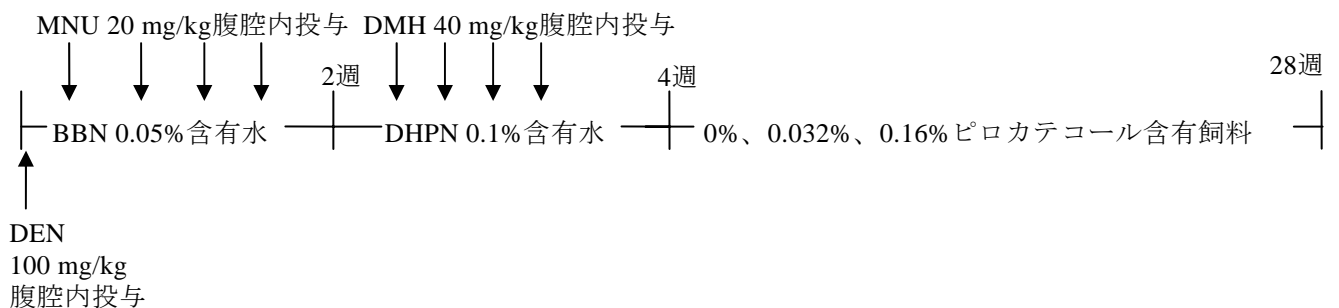 MNU 20 mg/kg腹腔内投与 DMH 40 mg/kg腹腔内投与
2週 4週 28週
BBN 0.05%含有水 DHPN 0.1%含有水 0%、0.032%、0.16%ピロカテコール含有飼料
DEN
100 mg/kg
腹腔内投与